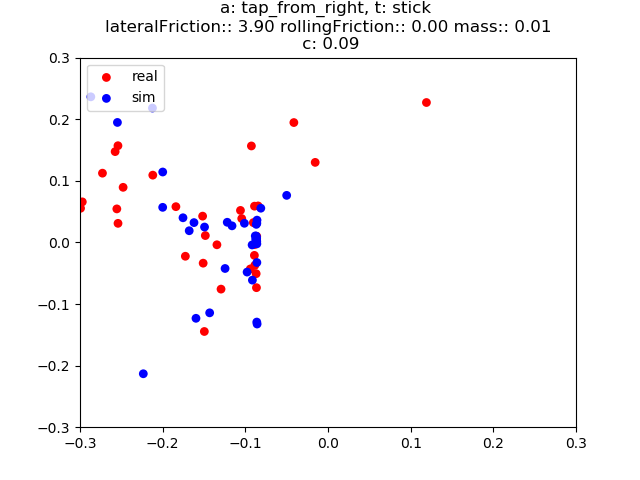 a: tap_from_right, t: stick
lateralFriction:: 3.90 rollingFriction:: 0.00 mass:: 0.01
c: 0.09
real
sim
0.3
0.2
0.1
0.0
−0.1
−0.2
−0.3
−0.3 −0.2 −0.1 0.0 0.1 0.2 0.3